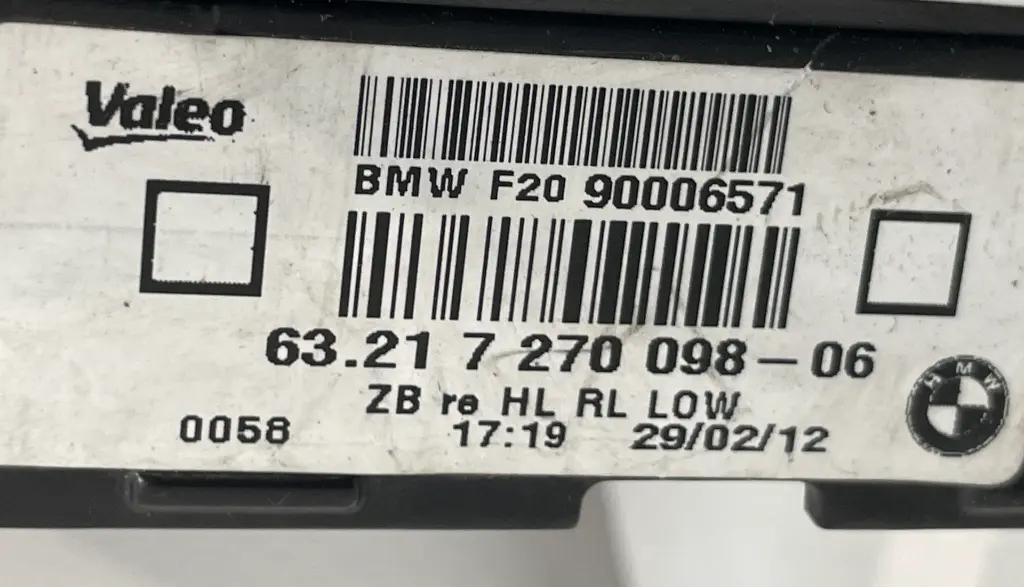 Valeo
BMW F20 90006571
63.21 7 270 098-06
ZB re HL RL LOW
0058 17:19 29/02/12
BMW